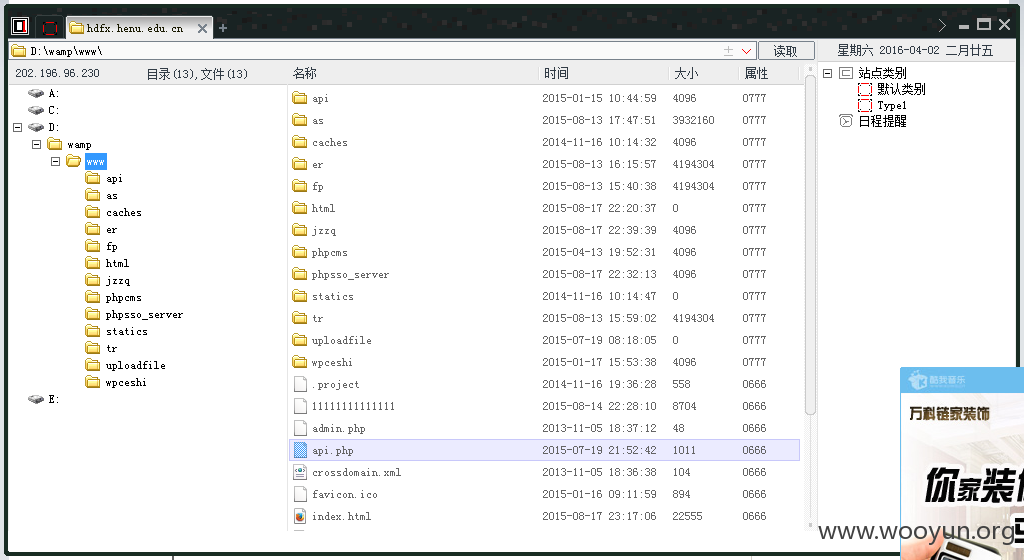 hdfx.henu.edu.cn
D:\wamp\www\
读取
星期六 2016-04-02 二月廿五
202.196.96.230 目录(13),文件(13)
名称 时间 大小 属性
A:
C:
D:
wamp
www
api
as
caches
er
fp
html
jzzq
phpcms
phpsso_server
statics
tr
uploadfile
wpceshi
E:
api 2015-01-15 10:44:59 4096 0777
as 2015-08-13 17:47:51 3932160 0777
caches 2014-11-16 10:14:32 4096 0777
er 2015-08-13 16:15:57 4194304 0777
fp 2015-08-13 15:40:38 4194304 0777
html 2015-08-17 22:20:37 0 0777
jzzq 2015-08-17 22:39:39 4096 0777
phpcms 2015-04-13 19:52:31 4096 0777
phpsso_server 2015-08-17 22:32:13 4096 0777
statics 2014-11-16 10:14:47 0 0777
tr 2015-08-13 15:59:02 4194304 0777
uploadfile 2015-07-19 08:18:05 0 0777
wpceshi 2015-01-17 15:53:38 4096 0777
.project 2014-11-16 19:36:28 558 0666
11111111111111 2015-08-14 22:28:10 8704 0666
admin.php 2013-11-05 18:37:12 48 0666
api.php 2015-07-19 21:52:42 1011 0666
crossdomain.xml 2013-11-05 18:36:38 104 0666
favicon.ico 2015-01-16 09:11:59 894 0666
index.html 2015-08-17 23:17:06 22555 0666
站点类别
默认类别
Type1
日程提醒
酷我音乐
万科链家装饰
你家装修
www.wooyun.org